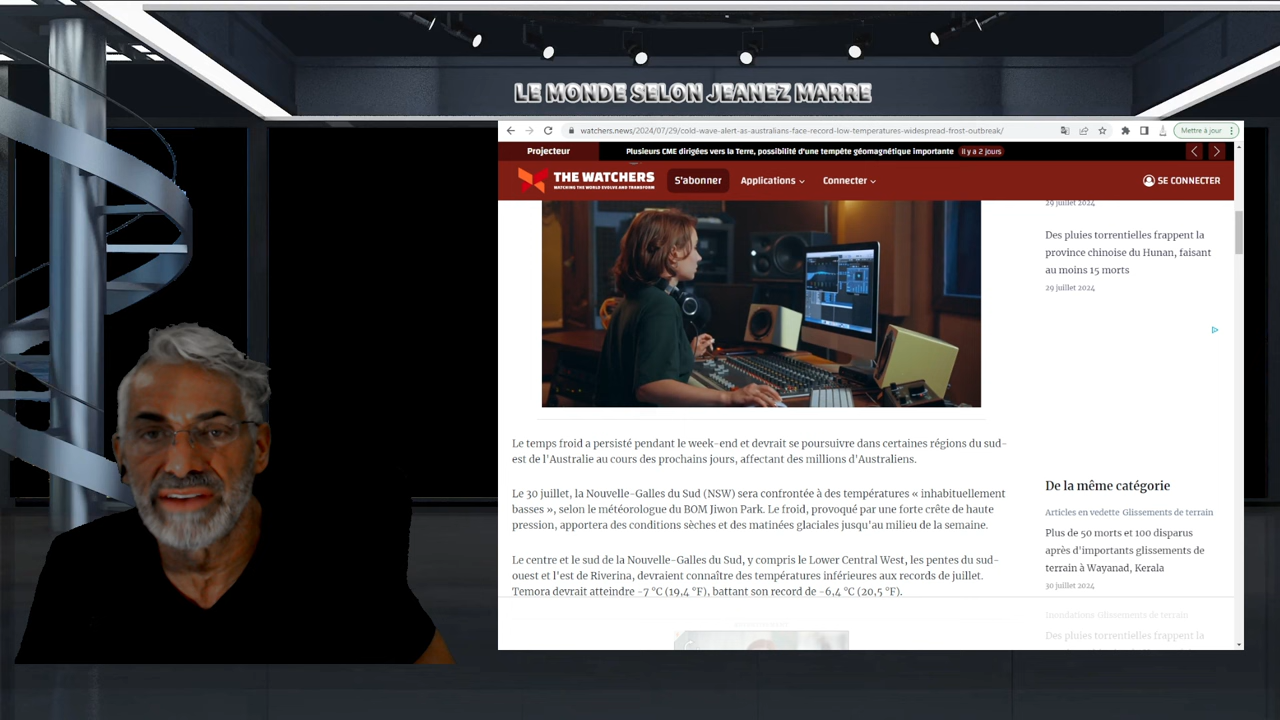 LE MONDE SELON JEANEZ MARRE
watchers.news/2024/07/29/cold-wave-alert-as-australians-face-record-low-temperatures-widespread-frost-outbreak/
Mettre à jour
Projecteur
Plusieurs CME dirigées vers la Terre, possibilité d'une tempête géomagnétique importante il y a 2 jours
THE WATCHERS
WATCHING THE WORLD EVOLVE AND TRANSFORM
S'abonner
Applications
Connecter
SE CONNECTER
29 juillet 2024
Des pluies torrentielles frappent la
province chinoise du Hunan, faisant
au moins 15 morts
29 juillet 2024
Le temps froid a persisté pendant le week-end et devrait se poursuivre dans certaines régions du sud-
est de l'Australie au cours des prochains jours, affectant des millions d'Australiens.
Le 30 juillet, la Nouvelle-Galles du Sud (NSW) sera confrontée à des températures « inhabituellement
basses », selon le météorologue du BOM Jiwon Park. Le froid, provoqué par une forte crête de haute
pression, apportera des conditions sèches et des matinées glaciales jusqu'au milieu de la semaine.
Le centre et le sud de la Nouvelle-Galles du Sud, y compris le Lower Central West, les pentes du sud-
ouest et l'est de Riverina, devraient connaître des températures inférieures aux records de juillet.
Temora devrait atteindre -7 °C (19,4 °F), battant son record de -6,4 °C (20,5 °F).
De la même catégorie
Articles en vedette Glissements de terrain
Plus de 50 morts et 100 disparus
après d'importants glissements de
terrain à Wayanad, Kerala
30 juillet 2024
Inondations Glissements de terrain
Des pluies torrentielles frappent la